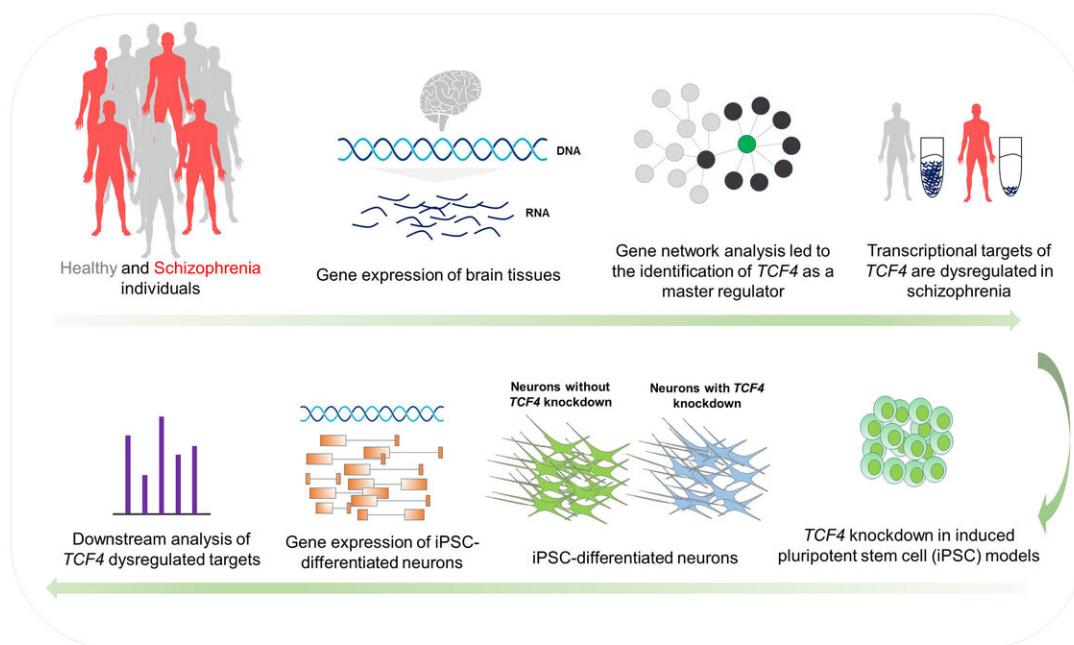 DNA
RNA
Healthy and Schizophrenia
individuals
Gene expression of brain tissues
Gene network analysis led to
the identification of TCF4 as a
master regulator
Transcriptional targets of
TCF4 are dysregulated in
schizophrenia
Neurons without
TCF4 knockdown
Neurons with TCF4
knockdown
Downstream analysis of
TCF4 dysregulated targets
Gene expression of iPSC-
differentiated neurons
iPSC-differentiated neurons
TCF4 knockdown in induced
pluripotent stem cell (iPSC) models